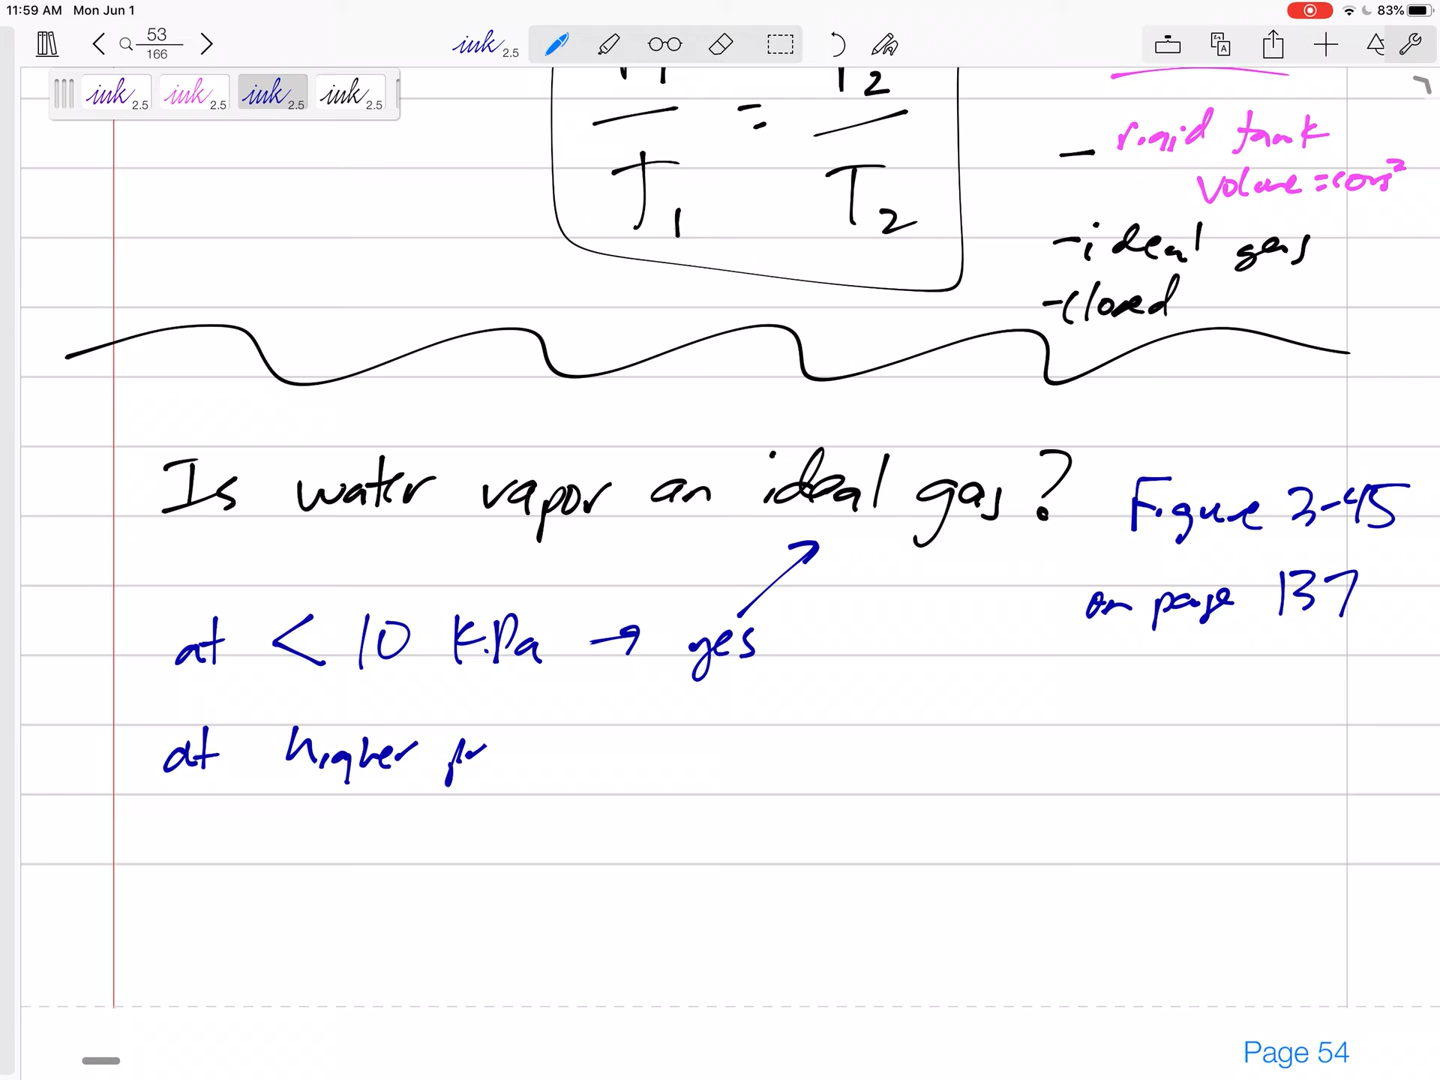 11:59 AM Mon Jun 1
83%
53
166
ink 2.5
ink 2.5 ink 2.5 ink 2.5 ink 2.5
= 
T1 T2
- rigid tank
Volume = cons2
- ideal gas
- closed
Is water vapor an ideal gas?
Figure 3-45
on page 137
at < 10 KPa → yes
at higher pr
Page 54